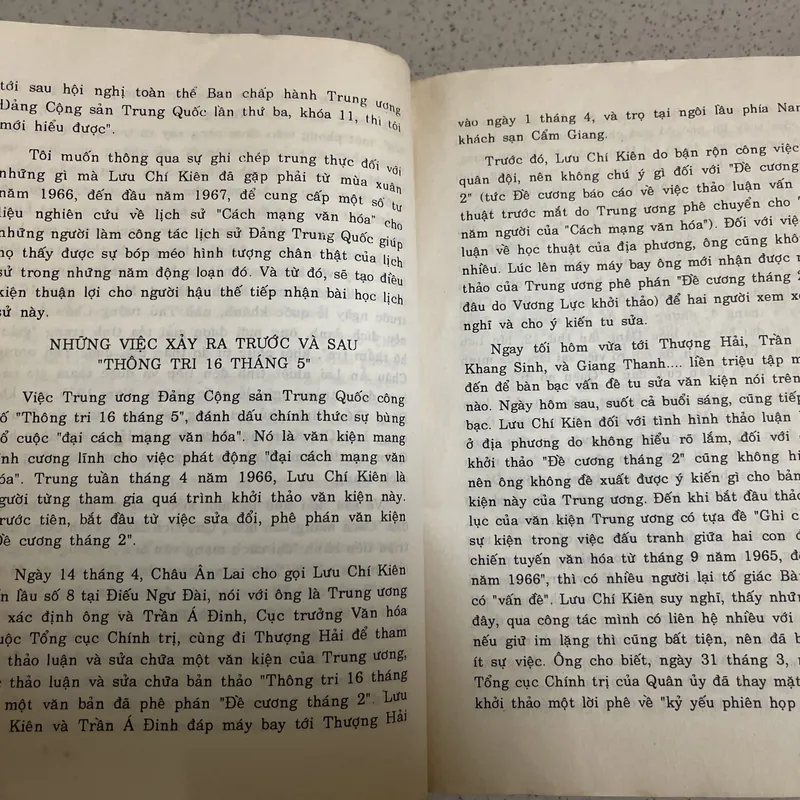 tới sau hội nghị toàn thể Ban chấp hành Trung ương
Đảng Cộng sản Trung Quốc lần thứ ba, khóa 11, thì tôi
mới hiểu được".
Tôi muốn thông qua sự ghi chép trung thực đối với
những gì mà Lưu Chí Kiên đã gặp phải từ mùa xuân
năm 1966, đến đầu năm 1967, để cung cấp một số tư
liệu nghiên cứu về lịch sử "Cách mạng văn hóa" cho
những người làm công tác lịch sử Đảng Trung Quốc giúp
họ thấy được sự bóp méo hình tượng chân thật của lịch
sử trong những năm động loạn đó. Và từ đó, sẽ tạo điều
kiện thuận lợi cho người hậu thế tiếp nhận bài học lịch
sử này.
NHỮNG VIỆC XẢY RA TRƯỚC VÀ SAU
"THÔNG TRI 16 THÁNG 5"
Việc Trung ương Đảng Cộng sản Trung Quốc công
ố "Thông tri 16 tháng 5", đánh dấu chính thức sự bùng
ổ cuộc "đại cách mạng văn hóa". Nó là văn kiện mang
ính cương lĩnh cho việc phát động "đại cách mạng văn
óa". Trung tuần tháng 4 năm 1966, Lưu Chí Kiên là
gười từng tham gia quá trình khởi thảo văn kiện này.
rước tiên, bắt đầu từ việc sửa đổi, phê phán văn kiện
Đề cương tháng 2".
Ngày 14 tháng 4, Châu Ân Lai cho gọi Lưu Chí Kiên
n lầu số 8 tại Điếu Ngư Đài, nói với ông là Trung ương
xác định ông và Trần Á Đinh, Cục trưởng Văn hóa
uộc Tổng cục Chính trị, cùng đi Thượng Hải để tham
thảo luận và sửa chữa một văn kiện của Trung ương,
thảo luận và sửa chữa bản thảo "Thông tri 16 tháng
một văn bản đã phê phán "Đề cương tháng 2". Lưu
Kiên và Trần Á Đinh đáp máy bay tới Thượng Hải
vào ngày 1 tháng 4, và trọ tại ngôi lầu phía Nam
khách sạn Cẩm Giang.
Trước đó, Lưu Chí Kiên do bận rộn công việc
quân đội, nên không chú ý gì đối với "Đề cương
2" (tức Đề cương báo cáo về việc thảo luận vấn
thuật trước mắt do Trung ương phê chuyển cho "
năm người của "Cách mạng văn hóa"). Đối với việ
luận về học thuật của địa phương, ông cũng khô
nhiều. Lúc lên máy máy bay ông mới nhận được
thảo của Trung ương phê phán "Đề cương tháng 2
đầu do Vương Lực khởi thảo) để hai người xem x
nghĩ và cho ý kiến tu sửa.
Ngay tối hôm vừa tới Thượng Hải, Trần
Khang Sinh, và Giang Thanh.... liền triệu tập m
đến để bàn bạc vấn đề tu sửa văn kiện nói trên
nào. Ngày hôm sau, suốt cả buổi sáng, cũng tiếp
bạc. Lưu Chí Kiên đối với tình hình thảo luận
ở địa phương do không hiểu rõ lắm, đối với
khởi thảo "Đề cương tháng 2" cũng không hi
nên ông không đề xuất được ý kiến gì cho bản
kiện này của Trung ương. Đến khi bắt đầu thảo
lục của văn kiện Trung ương có tựa đề "Ghi c
sự kiện trong việc đấu tranh giữa hai con đ
chiến tuyến văn hóa từ tháng 9 năm 1965, đ
năm 1966", thì có nhiều người lại tố giác Bà
có "vấn đề". Lưu Chí Kiên suy nghĩ, thấy nhữn
đây, qua công tác mình có liên hệ nhiều với
nếu giữ im lặng thì cũng bất tiện, nên đã b
ít sự việc. Ông cho biết, ngày 31 tháng 3, n
Tổng cục Chính trị của Quân ủy đã thay mặt
khởi thảo một lời phê về "kỷ yếu phiên họp